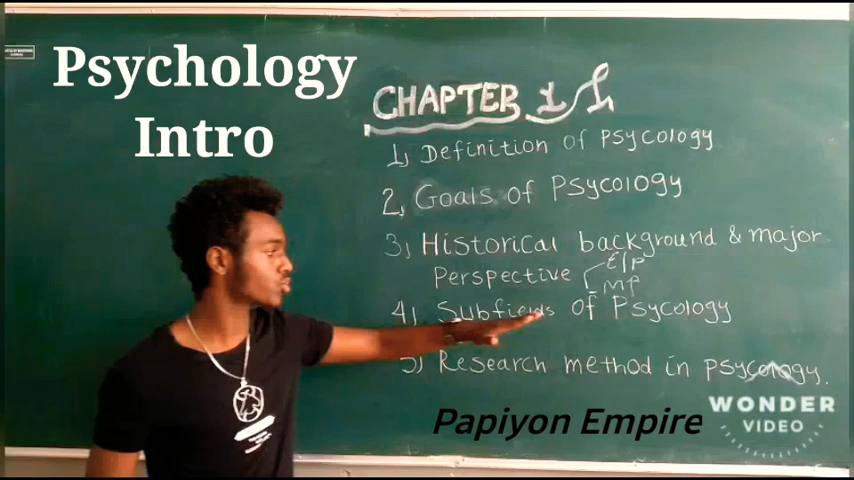 Psychology
Intro
CHAPTER 1
1, Definition of Psycology
2, Goals of Psycology
3, Historical background & major
Perspective
E/P
MP
4, Subfields of Psycology
5) Research method in psycology.
Papiyon Empire
WONDER
VIDEO